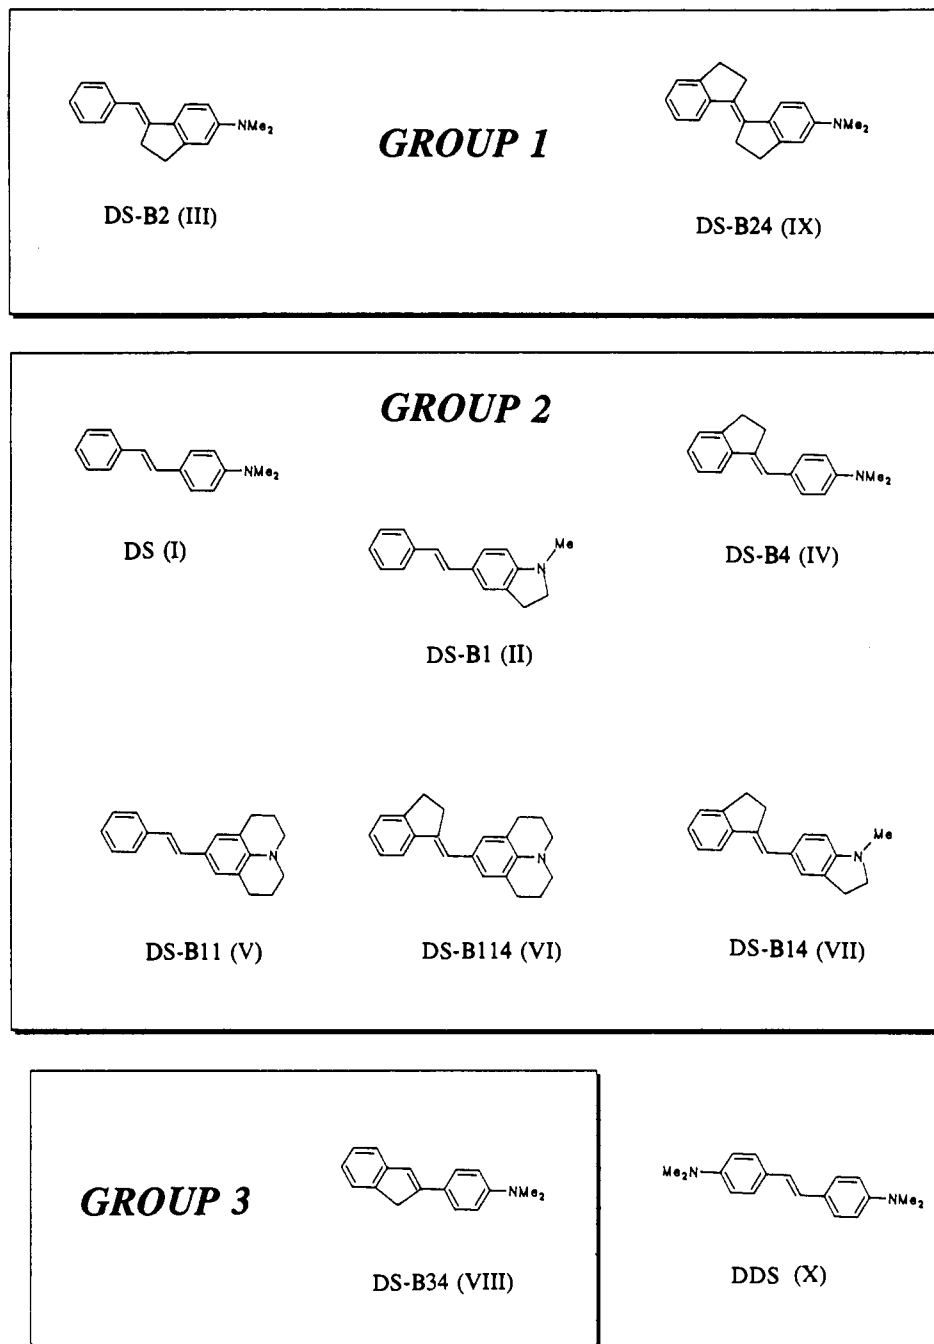 NMe₂
NMe₂
GROUP 1
DS-B2 (III)
DS-B24 (IX)
GROUP 2
NMe₂
NMe₂
DS (I)
Me
N
DS-B4 (IV)
DS-B1 (II)
N
N
Me
N
DS-B11 (V)
DS-B114 (VI)
DS-B14 (VII)
GROUP 3
NMe₂
Me₂N
NMe₂
DS-B34 (VIII)
DDS (X)